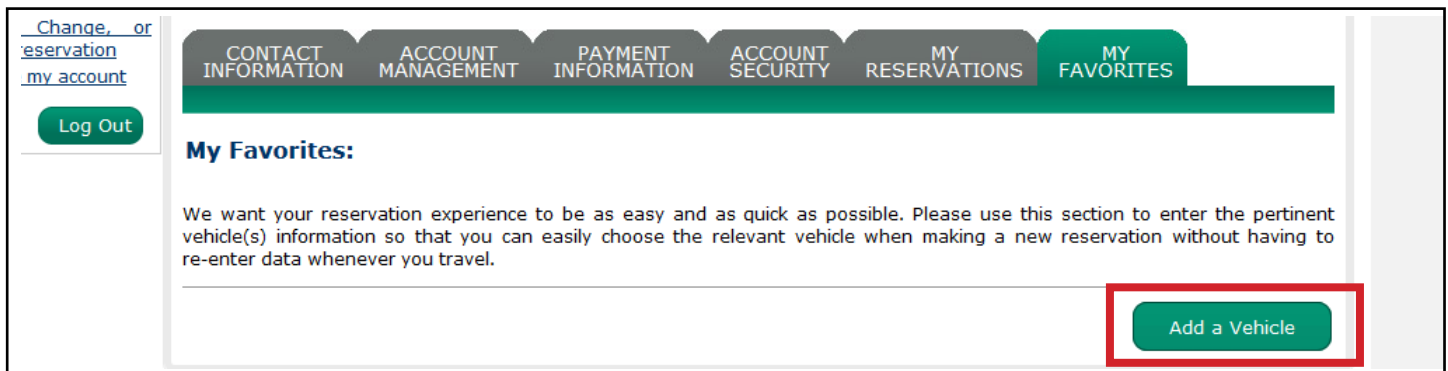 Change, or
eservation
my account
Log Out
CONTACT
INFORMATION
ACCOUNT
MANAGEMENT
PAYMENT
INFORMATION
ACCOUNT
SECURITY
MY
RESERVATIONS
MY
FAVORITES
My Favorites:
We want your reservation experience to be as easy and as quick as possible. Please use this section to enter the pertinent
vehicle(s) information so that you can easily choose the relevant vehicle when making a new reservation without having to
re-enter data whenever you travel.
Add a Vehicle